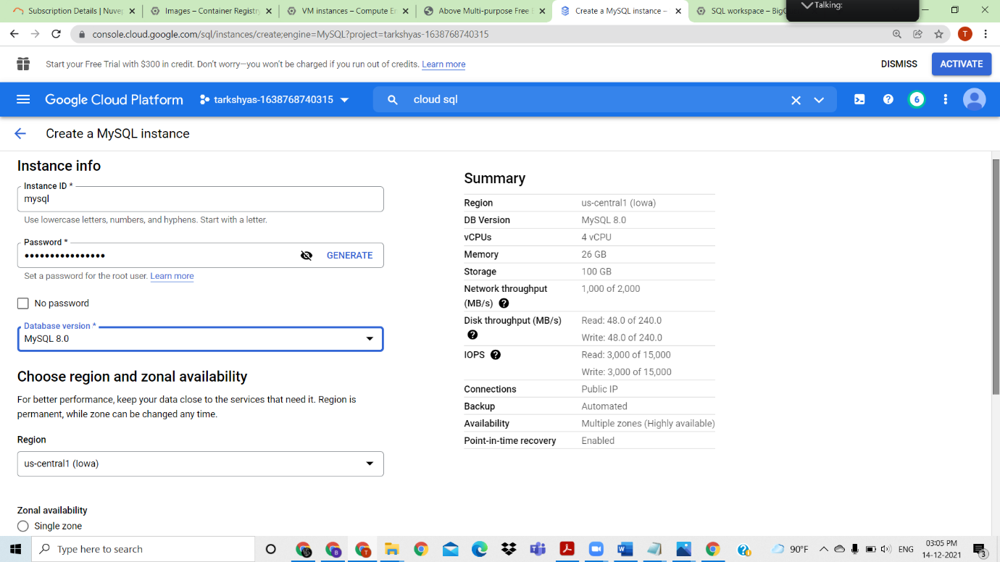 Subscription Details | Nuvep
Images – Container Registry
VM instances – Compute E
Above Multi-purpose Free
Create a MySQL instance –
SQL workspace – BigQ
Talking:
console.cloud.google.com/sql/instances/create;engine=MySQL?project=tarkshyas-1638768740315
T
Start your Free Trial with $300 in credit. Don't worry—you won't be charged if you run out of credits. Learn more
DISMISS
ACTIVATE
Google Cloud Platform
tarkshyas-1638768740315
cloud sql
6
Create a MySQL instance
Instance info
Instance ID *
mysql
Use lowercase letters, numbers, and hyphens. Start with a letter.
Password *
••••••••••••••••
GENERATE
Set a password for the root user. Learn more
No password
Database version *
MySQL 8.0
Choose region and zonal availability
For better performance, keep your data close to the services that need it. Region is
permanent, while zone can be changed any time.
Region
us-central1 (Iowa)
Zonal availability
Single zone
Summary
Region us-central1 (Iowa)
DB Version MySQL 8.0
vCPUs 4 vCPU
Memory 26 GB
Storage 100 GB
Network throughput 1,000 of 2,000
(MB/s)
Disk throughput (MB/s) Read: 48.0 of 240.0
Write: 48.0 of 240.0
IOPS Read: 3,000 of 15,000
Write: 3,000 of 15,000
Connections Public IP
Backup Automated
Availability Multiple zones (Highly available)
Point-in-time recovery Enabled
Type here to search
90°F
ENG
03:05 PM
14-12-2021
3